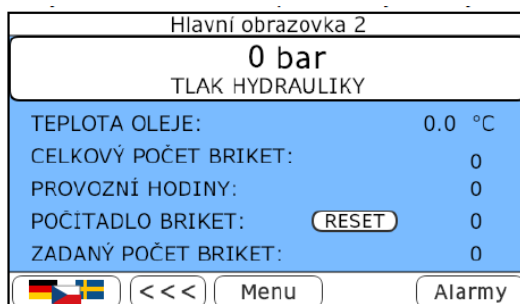 Hlavní obrazovka 2
0 bar
TLAK HYDRAULIKY
TEPLOTA OLEJE: 0.0 °C
CELKOVÝ POČET BRIKET: 0
PROVOZNÍ HODINY: 0
POČÍTADLO BRIKET: RESET 0
ZADANÝ POČET BRIKET: 0
<<< Menu Alarmy